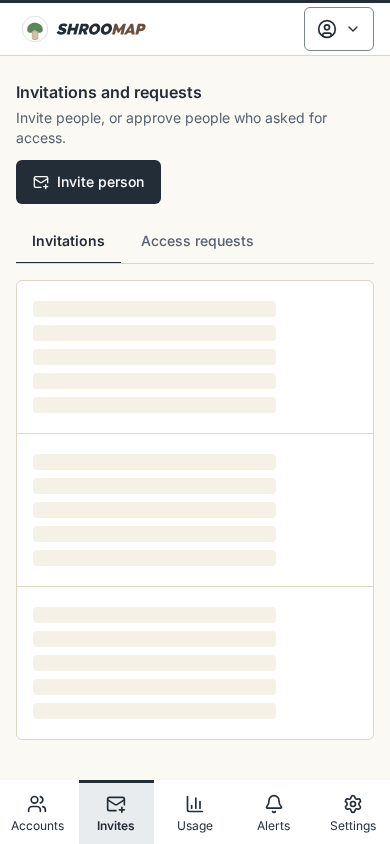 SHROOMAP
Invitations and requests
Invite people, or approve people who asked for
access.
Invite person
Invitations
Access requests
Accounts
Invites
Usage
Alerts
Settings